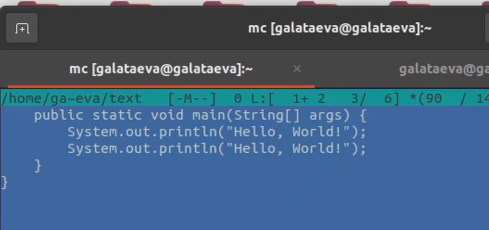 mc [galataeva@galataeva]:~
mc [galataeva@galataeva]:~ ×
galataeva@ga
/home/ga~eva/text [-M--] 0 L:[ 1+ 2 3/ 6] *(90 / 14
    public static void main(String[] args) {
        System.out.println("Hello, World!");
        System.out.println("Hello, World!");
    }
}